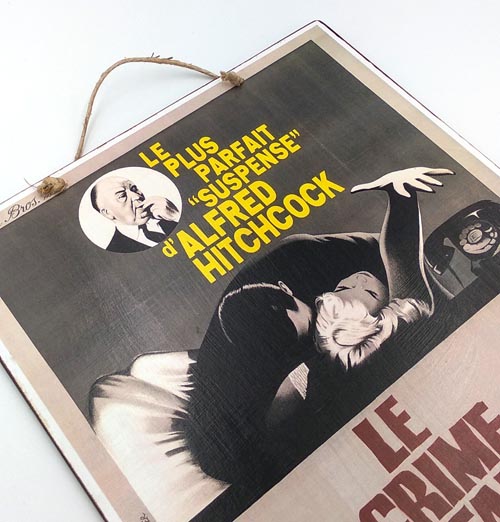 Bros.
LE
PLUS
PARFAIT
"SUSPENSE"
d'ALFRED
HITCHCOCK
LE
CRIME